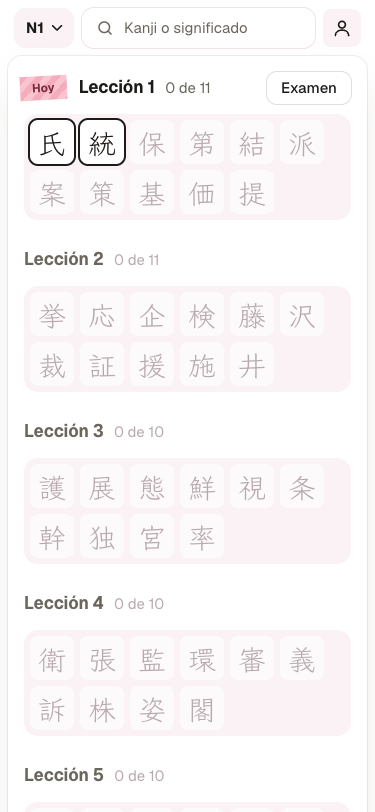 N1 Kanji o significado
Hoy Lección 1 0 de 11 Examen
氏 統 保 第 結 派
案 策 基 価 提
Lección 2 0 de 11
挙 応 企 検 藤 沢
裁 証 援 施 井
Lección 3 0 de 10
護 展 態 鮮 視 条
幹 独 宮 率
Lección 4 0 de 10
衛 張 監 環 審 義
訴 株 姿 閣
Lección 5 0 de 10